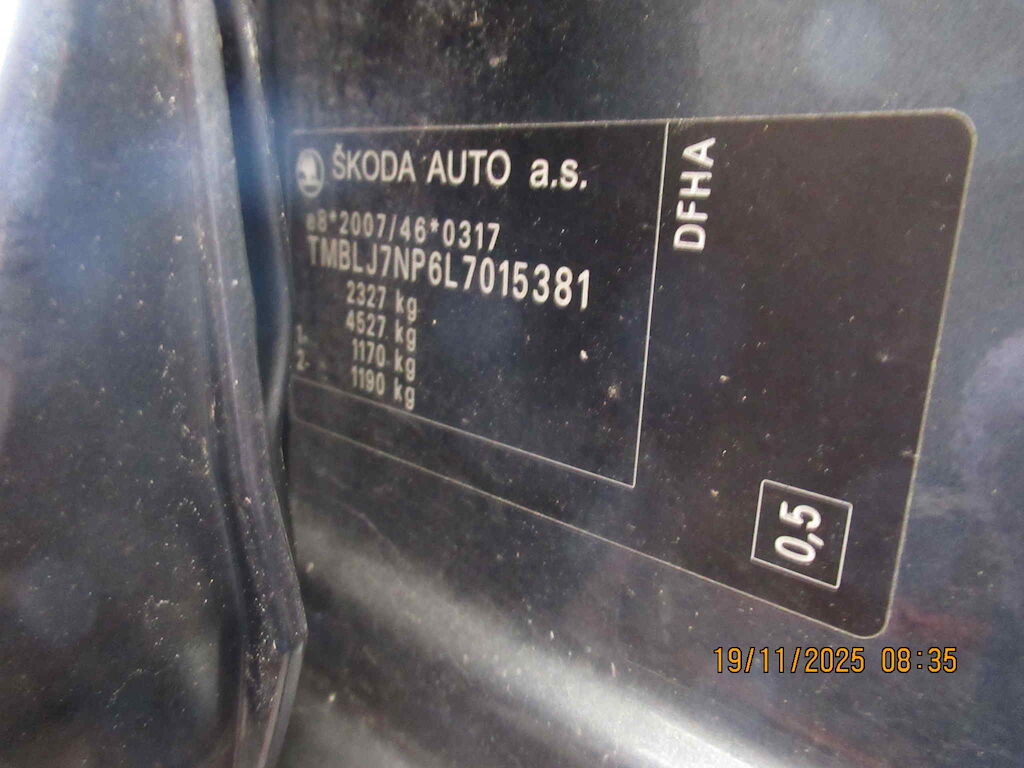 ŠKODA AUTO a.s.
e8*2007/46*0317
TMBLJ7NP6L7015381
2327 kg
4527 kg
1- 1170 kg
2- 1190 kg
DFHA
0,5
19/11/2025 08:35